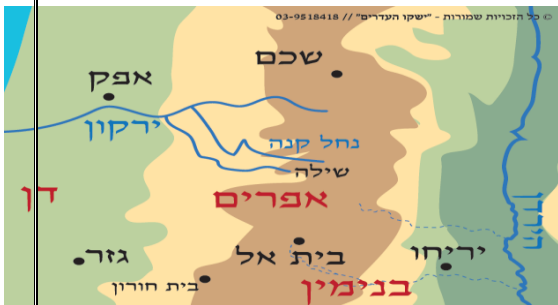 © כל הזכויות שמורות - "ישקו העדרים" // 03-9518418
שכם
אפק
ירקון
נחל קנה
שילה
דן
אפרים
הירדן
גזר
בית אל
יריחו
בית חורון
בנימין